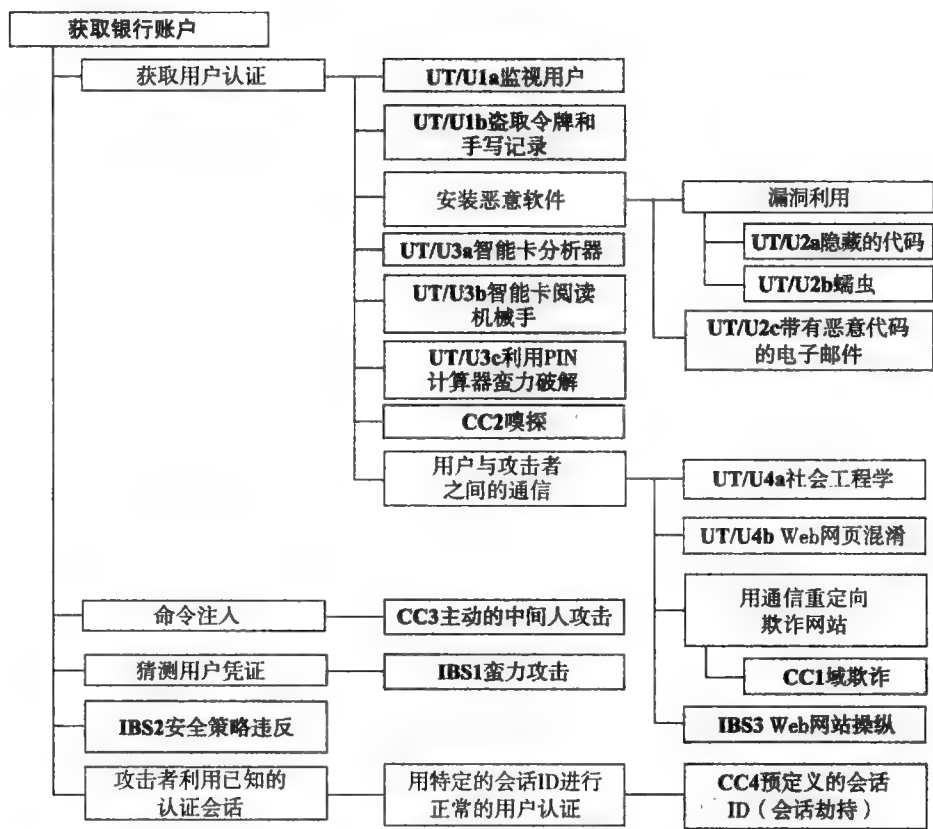 获取银行账户
获取用户认证
UT/U1a监视用户
UT/U1b盗取令牌和
手写记录
安装恶意软件
漏洞利用
UT/U2a隐藏的代码
UT/U2b蠕虫
UT/U2c带有恶意代码
的电子邮件
UT/U3a智能卡分析器
UT/U3b智能卡阅读
机械手
UT/U3c利用PIN
计算器蛮力破解
CC2嗅探
用户与攻击者
之间的通信
UT/U4a社会工程学
UT/U4b Web网页混淆
用通信重定向
欺诈网站
CC1域欺诈
IBS3 Web网站操纵
命令注人
CC3主动的中间人攻击
猜测用户凭证
IBS1蛮力攻击
IBS2安全策略违反
攻击者利用已知的
认证会话
用特定的会话ID进行
正常的用户认证
CC4预定义的会话
ID（会话劫持）